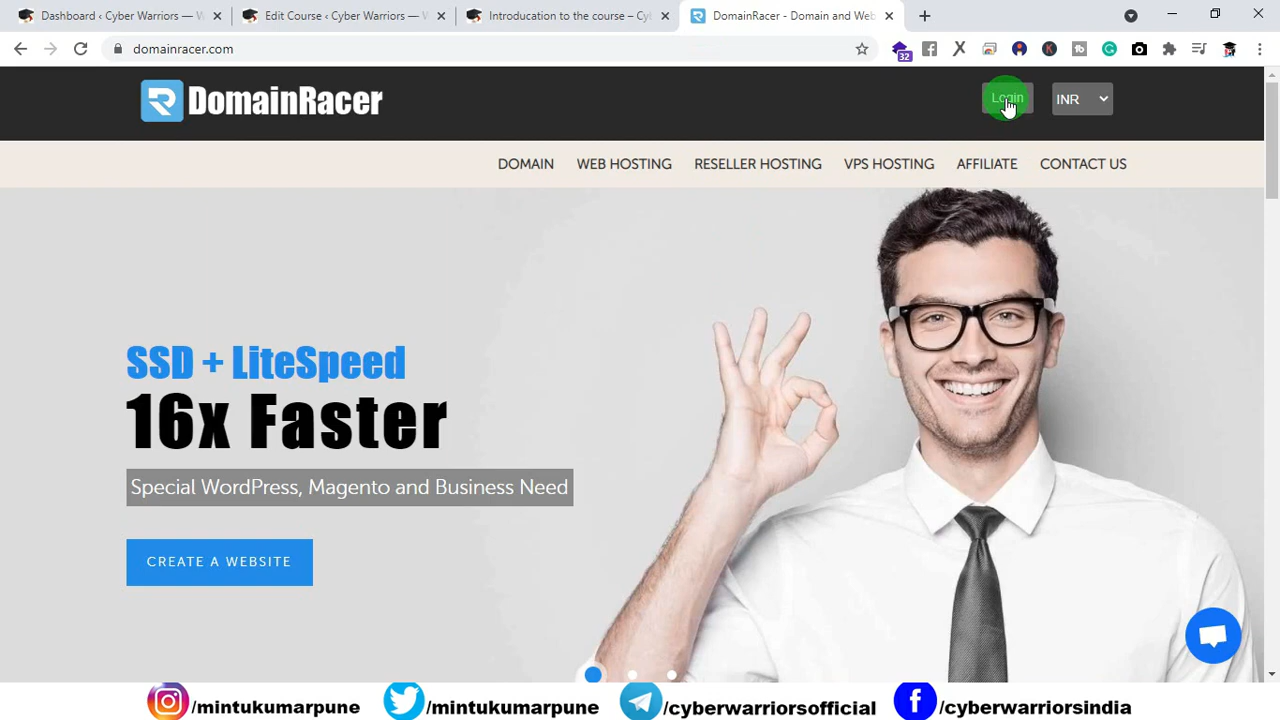 Dashboard ‹ Cyber Warriors — W
Edit Course ‹ Cyber Warriors — W
Introducation to the course – Cyl
DomainRacer - Domain and Web
domainracer.com
32
DomainRacer
Login
INR
DOMAIN
WEB HOSTING
RESELLER HOSTING
VPS HOSTING
AFFILIATE
CONTACT US
SSD + LiteSpeed
16x Faster
Special WordPress, Magento and Business Need
CREATE A WEBSITE
/mintukumarpune
/mintukumarpune
/cyberwarriorsofficial
/cyberwarriorsindia